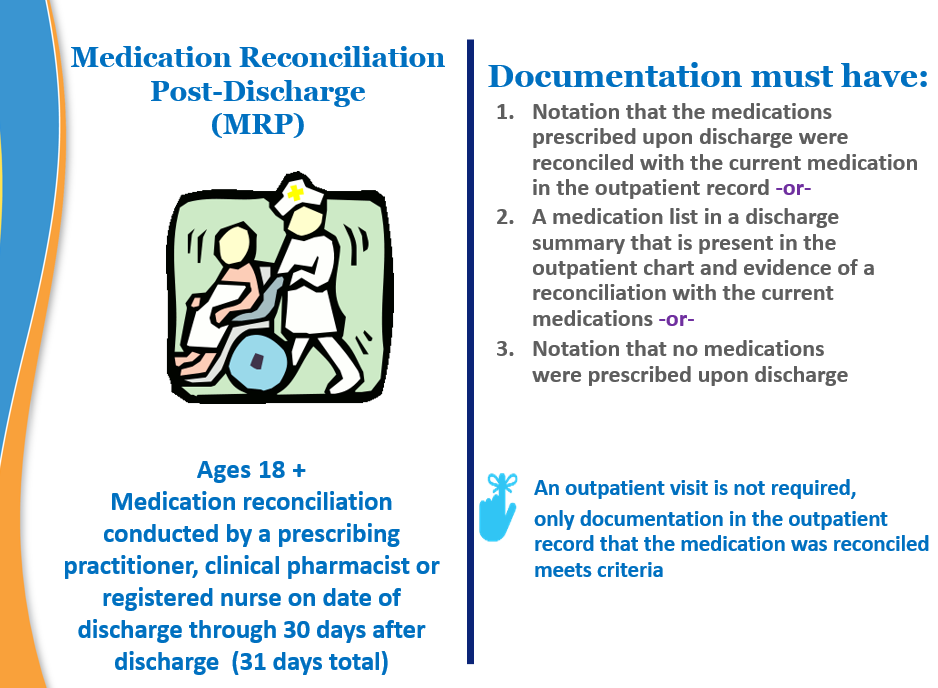 Medication Reconciliation
Post-Discharge
(MRP)
Ages 18 +
Medication reconciliation
conducted by a prescribing
practitioner, clinical pharmacist or
registered nurse on date of
discharge through 30 days after
discharge  (31 days total)
Documentation must have:
1. Notation that the medications
prescribed upon discharge were
reconciled with the current medication
in the outpatient record -or-
2. A medication list in a discharge
summary that is present in the
outpatient chart and evidence of a
reconciliation with the current
medications -or-
3. Notation that no medications
were prescribed upon discharge
An outpatient visit is not required,
only documentation in the outpatient
record that the medication was reconciled
meets criteria